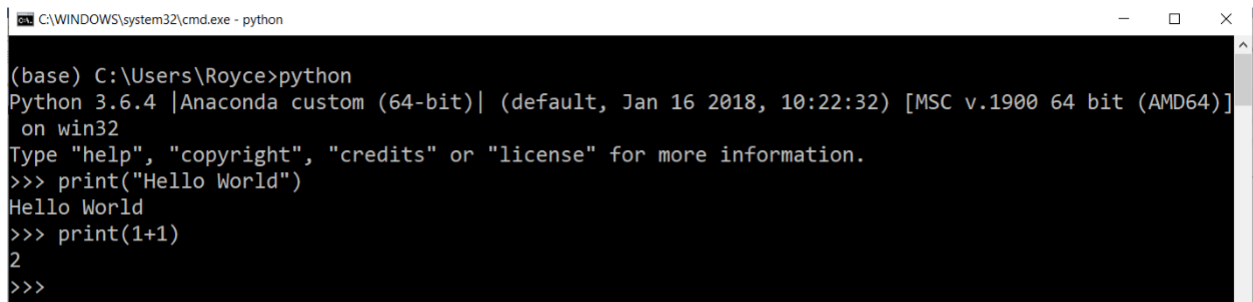 C:\WINDOWS\system32\cmd.exe - python
(base) C:\Users\Royce>python
Python 3.6.4 |Anaconda custom (64-bit)| (default, Jan 16 2018, 10:22:32) [MSC v.1900 64 bit (AMD64)]
on win32
Type "help", "copyright", "credits" or "license" for more information.
>>> print("Hello World")
Hello World
>>> print(1+1)
2
>>>